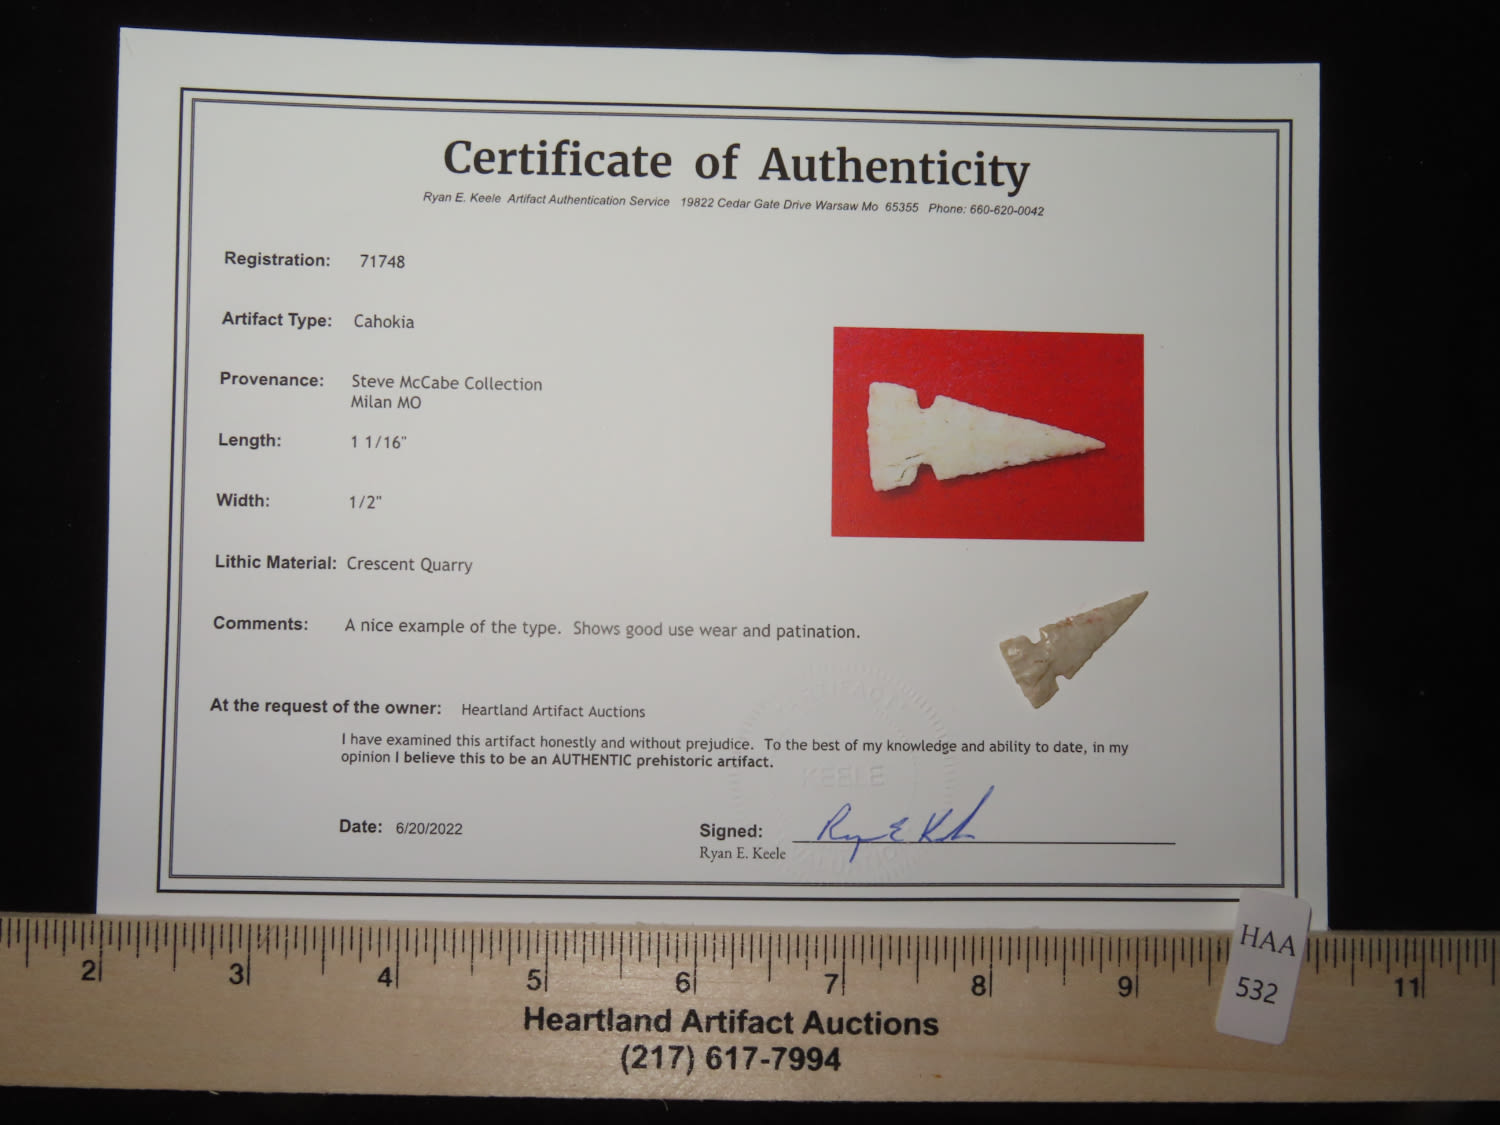 Certificate of Authenticity
Ryan E. Keele Artifact Authentication Service 19822 Cedar Gate Drive Warsaw Mo 65355 Phone: 660-620-0042
Registration: 71748
Artifact Type: Cahokia
Provenance: Steve McCabe Collection
Milan MO
Length: 1 1/16"
Width: 1/2"
Lithic Material: Crescent Quarry
Comments: A nice example of the type. Shows good use wear and patination.
At the request of the owner: Heartland Artifact Auctions
I have examined this artifact honestly and without prejudice. To the best of my knowledge and ability to date, in my
opinion I believe this to be an AUTHENTIC prehistoric artifact.
KEELE
Date: 6/20/2022
Signed: Ryan E Keele
Ryan E. Keele
HAA
532
2 3 4 5 6 7 8 9 11
Heartland Artifact Auctions
(217) 617-7994